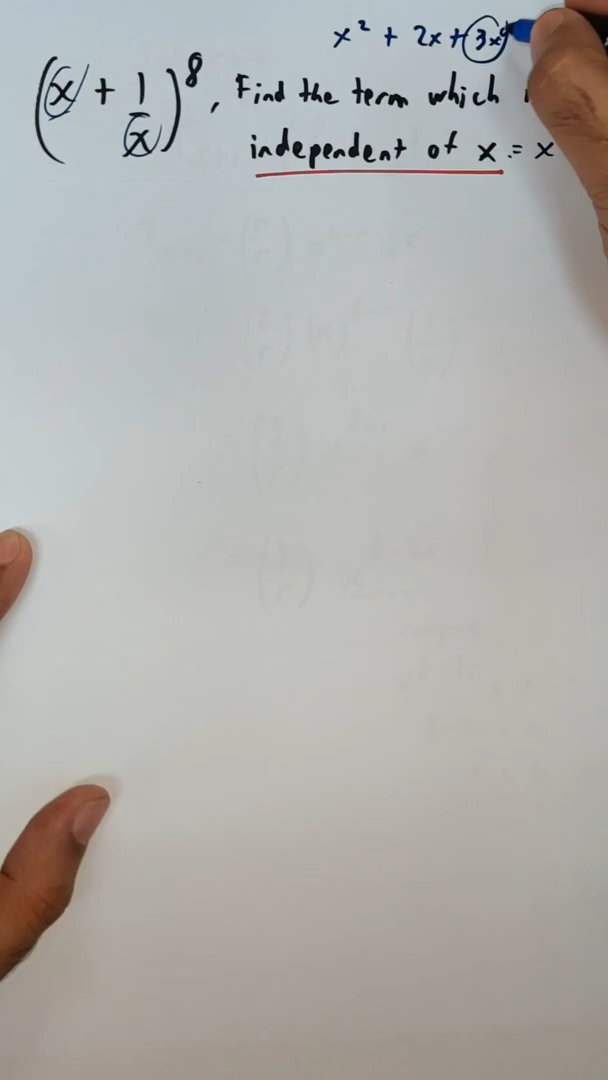 x² + 2x + 3x
(x + 1/x)⁸, Find the term which
independent of x = x